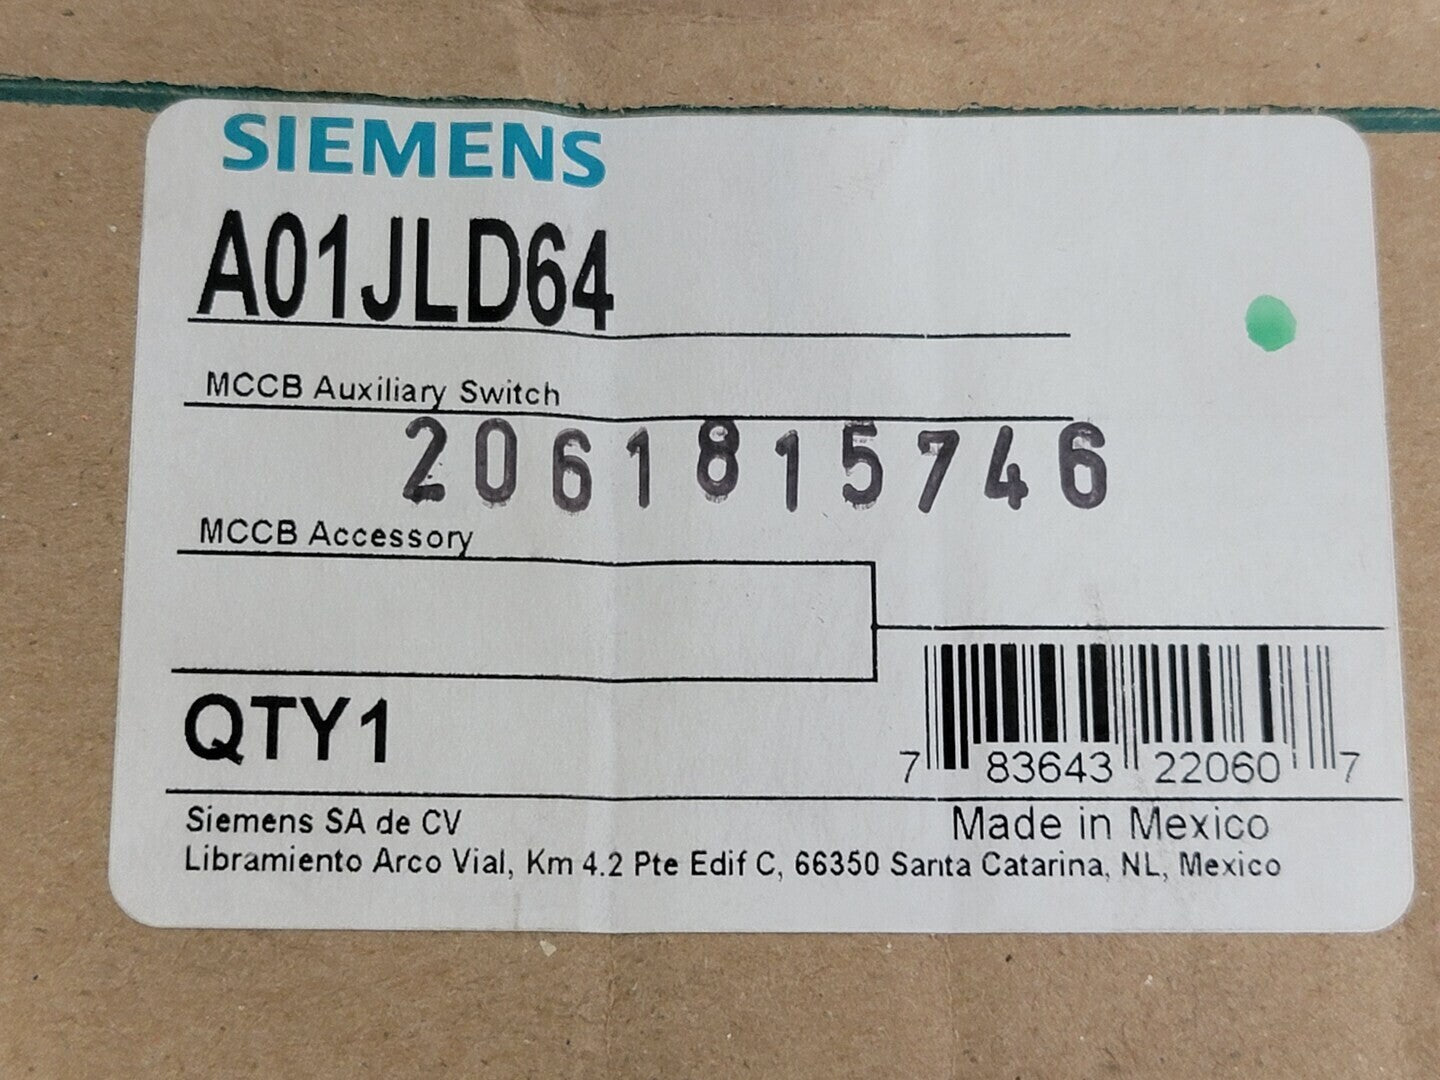 SIEMENS
A01JLD64
MCCB Auxiliary Switch
2061815746
MCCB Accessory
QTY1
7 83643 22060 7
Siemens SA de CV
Made in Mexico
Libramiento Arco Vial, Km 4.2 Pte Edif C, 66350 Santa Catarina, NL, Mexico